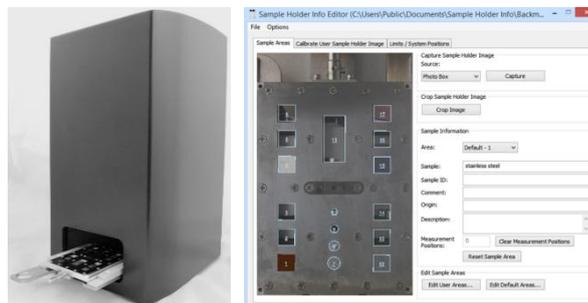 Sample Holder Info Editor (C:\Users\Public\Documents\Sample Holder Info\Backm...
File Options
Sample Areas Calibrate User Sample Holder Image Limits / System Positions
Capture Sample Holder Image
Source:
Photo Box Capture
Crop Sample Holder Image
Crop Image
Sample Information
Area: Default - 1
Sample: stainless steel
Sample ID:
Comment:
Origin:
Description:
Measurement Positions: 0 Clear Measurement Positions
Reset Sample Area
Edit Sample Areas
Edit User Areas... Edit Default Areas...
1